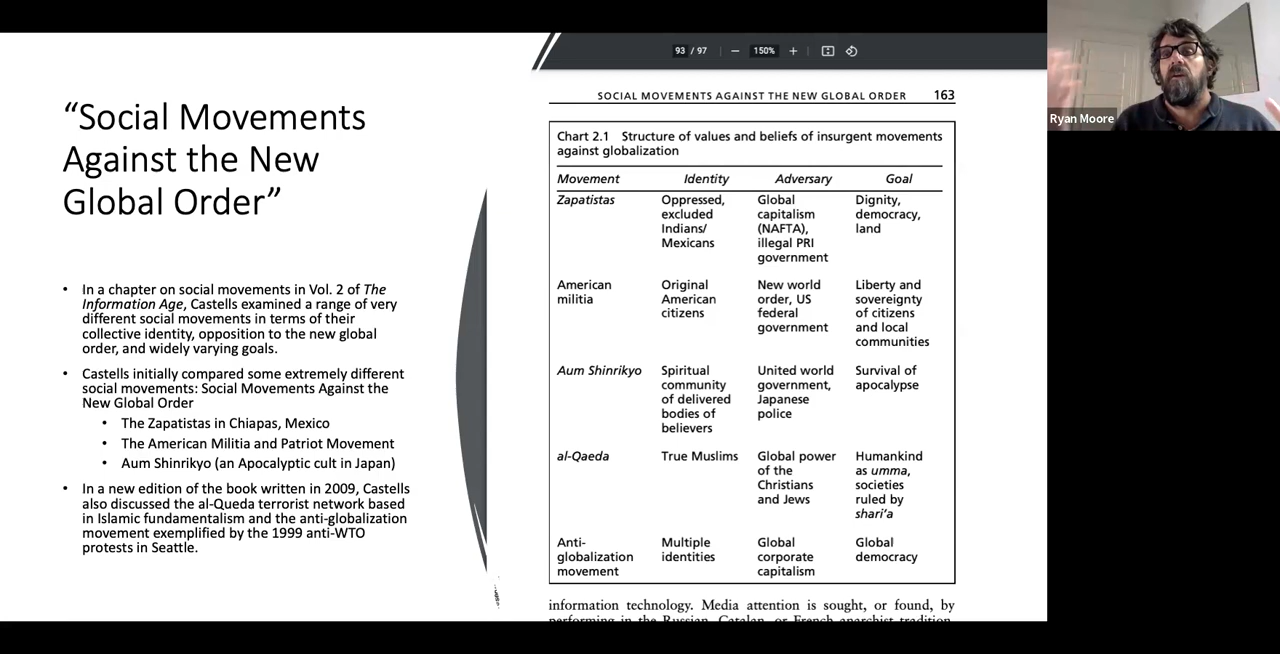 “Social Movements
Against the New
Global Order”
• In a chapter on social movements in Vol. 2 of The
Information Age, Castells examined a range of very
different social movements in terms of their
collective identity, opposition to the new global
order, and widely varying goals.
• Castells initially compared some extremely different
social movements: Social Movements Against the
New Global Order
• The Zapatistas in Chiapas, Mexico
• The American Militia and Patriot Movement
• Aum Shinrikyo (an Apocalyptic cult in Japan)
• In a new edition of the book written in 2009, Castells
also discussed the al-Queda terrorist network based
in Islamic fundamentalism and the anti-globalization
movement exemplified by the 1999 anti-WTO
protests in Seattle.
93 / 97 − 150% +
SOCIAL MOVEMENTS AGAINST THE NEW GLOBAL ORDER 163
Chart 2.1 Structure of values and beliefs of insurgent movements
against globalization
Movement Identity Adversary Goal
Zapatistas Oppressed, Global Dignity,
excluded capitalism democracy,
Indians/ (NAFTA), land
Mexicans illegal PRI
government
American Original New world Liberty and
militia American order, US sovereignty
citizens federal of citizens
government and local
communities
Aum Shinrikyo Spiritual United world Survival of
community government, apocalypse
of delivered Japanese
bodies of police
believers
al-Qaeda True Muslims Global power Humankind
of the as umma,
Christians societies
and Jews ruled by
shari’a
Anti- Multiple Global Global
globalization identities corporate democracy
movement capitalism
information technology. Media attention is sought, or found, by
performing in the Russian, Catalan, or French anarchist tradition,
Ryan Moore